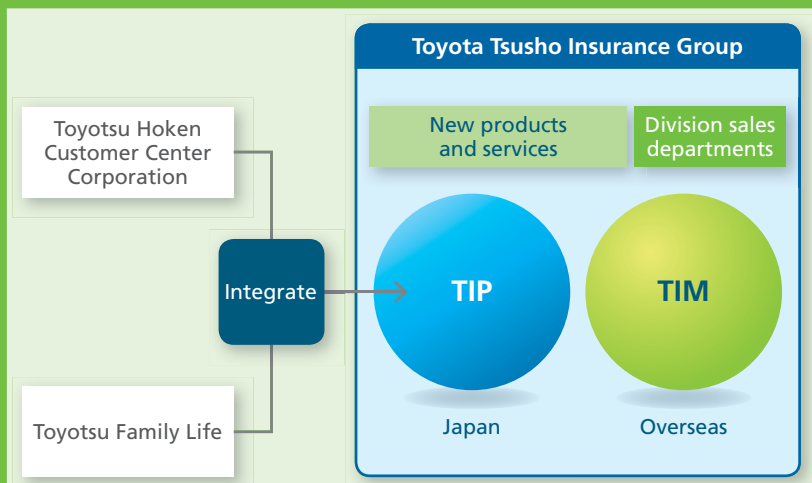 Toyota Tsusho Insurance Group
New products
and services
Division sales
departments
Toyotsu Hoken
Customer Center
Corporation
Integrate
TIP
TIM
Toyotsu Family Life
Japan
Overseas